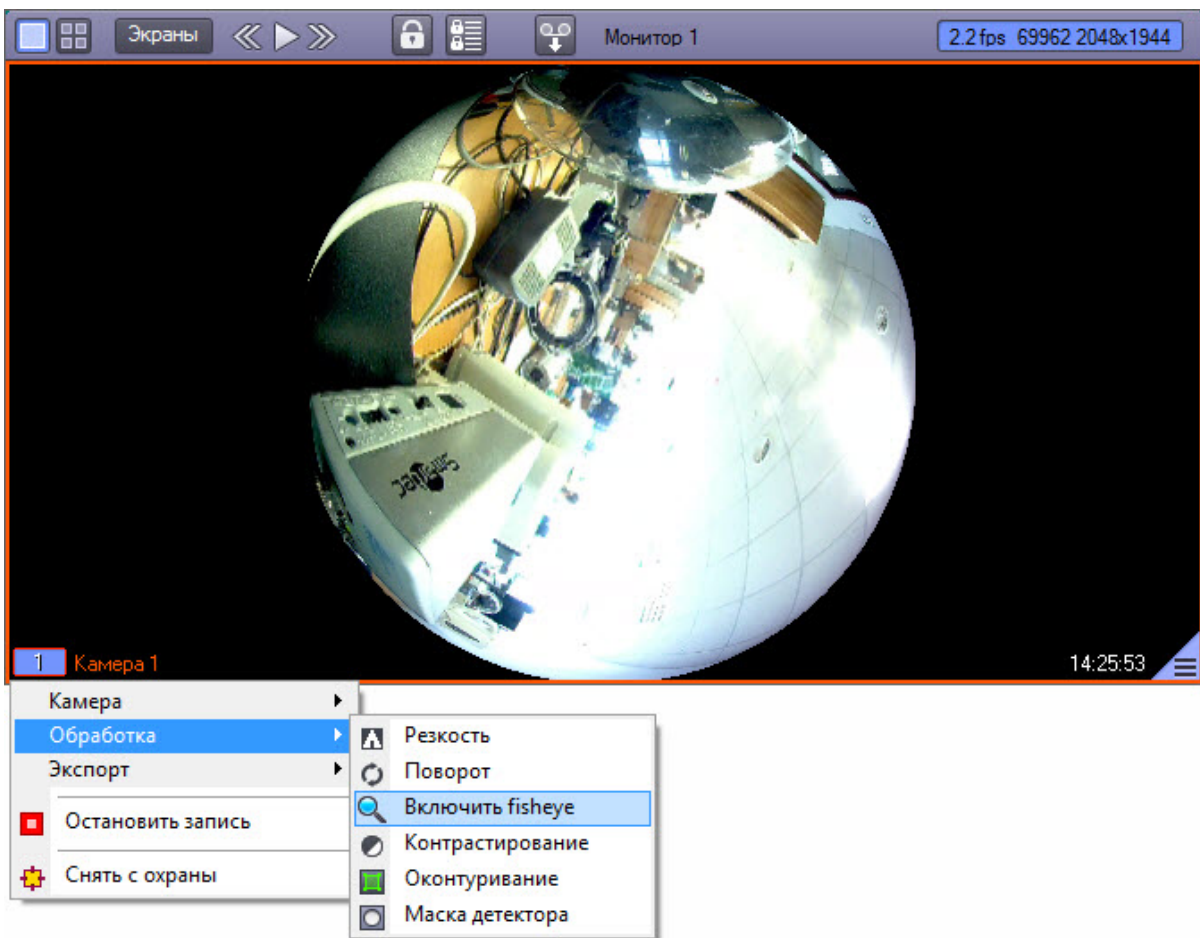 Экраны
Монитор 1
2.2 fps 69962 2048x1944
Smartec
1 Камера 1
14:25:53
Камера
Обработка
Экспорт
Остановить запись
Снять с охраны
Резкость
Поворот
Включить fisheye
Контрастирование
Оконтуривание
Маска детектора